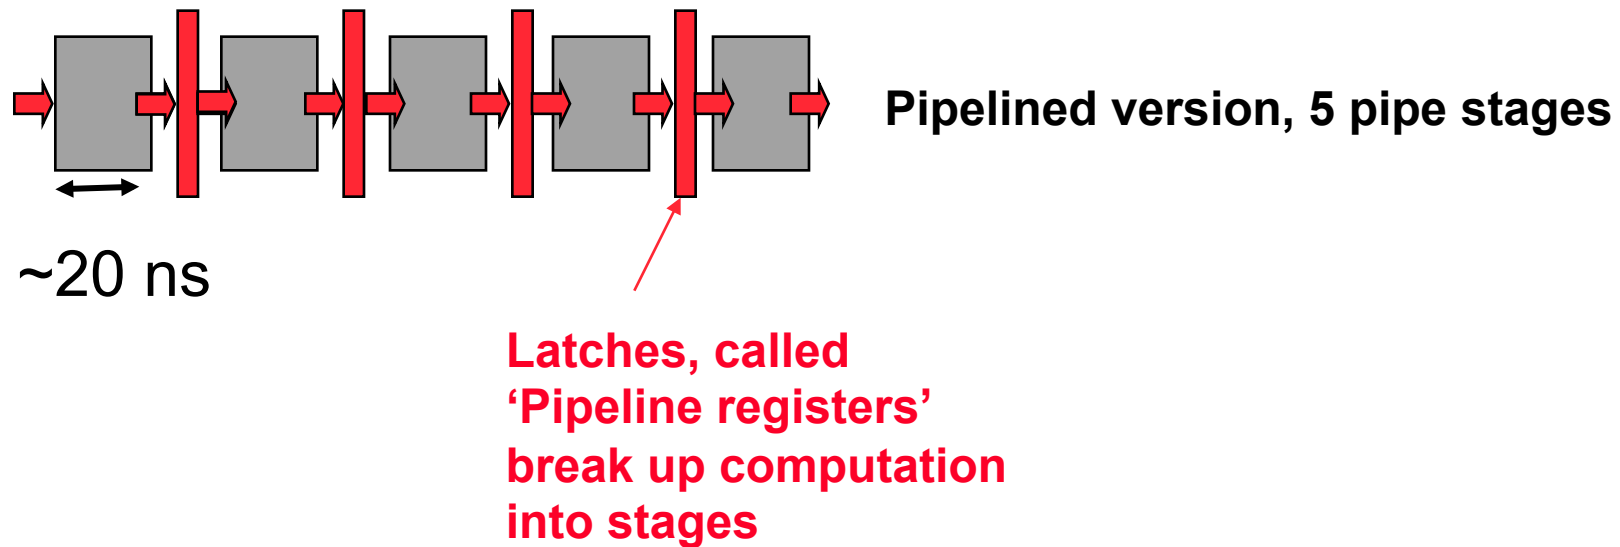 Pipelined version, 5 pipe stages
~20 ns
Latches, called
‘Pipeline registers’
break up computation
into stages